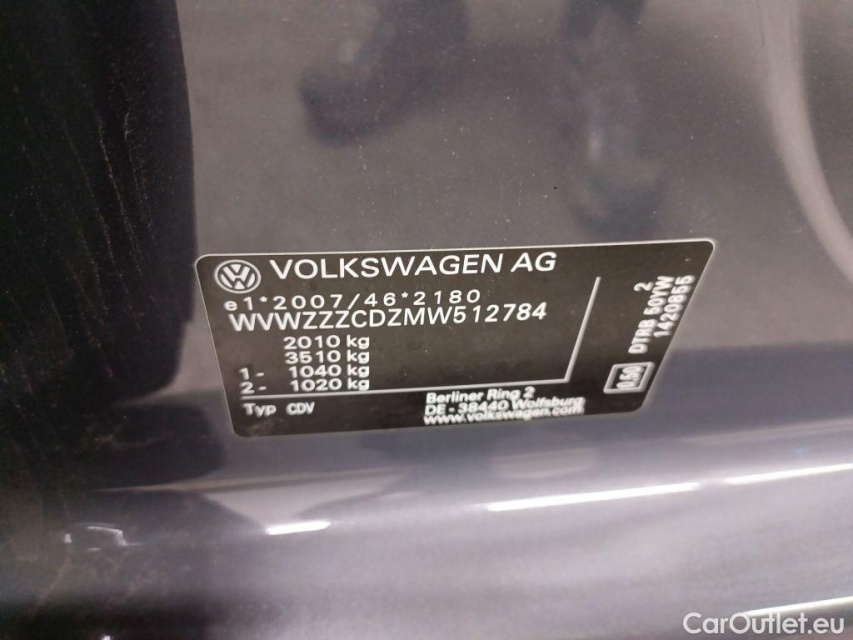 VOLKSWAGEN AG
e1*2007/46*2180
WVWZZZCDZMW512784
2010 kg
3510 kg
1- 1040 kg
2- 1020 kg
Typ CDV
Berliner Ring 2
DE - 38440 Wolfsburg
www.volkswagen.com
2
DTRB 50YW
1420855
0.50
CarOutlet.eu